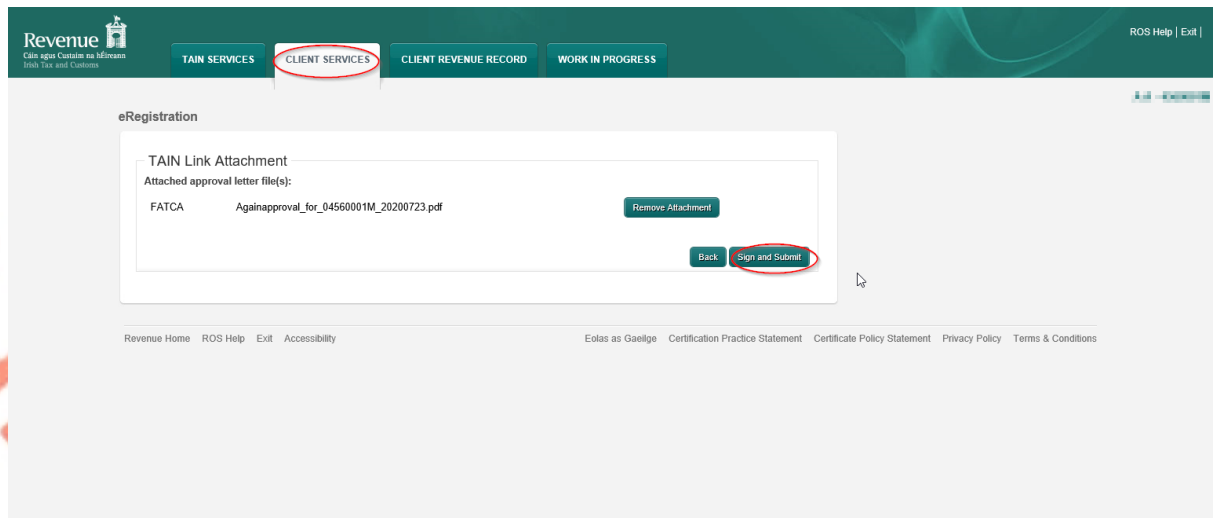 ROS Help | Exit |
Revenue
Cáin agus Custaim na hÉireann
Irish Tax and Customs
TAIN SERVICES
CLIENT SERVICES
CLIENT REVENUE RECORD
WORK IN PROGRESS
eRegistration
TAIN Link Attachment
Attached approval letter file(s):
FATCA Againapproval_for_04560001M_20200723.pdf Remove Attachment
Back Sign and Submit
Revenue Home ROS Help Exit Accessibility Eolas as Gaeilge Certification Practice Statement Certificate Policy Statement Privacy Policy Terms & Conditions